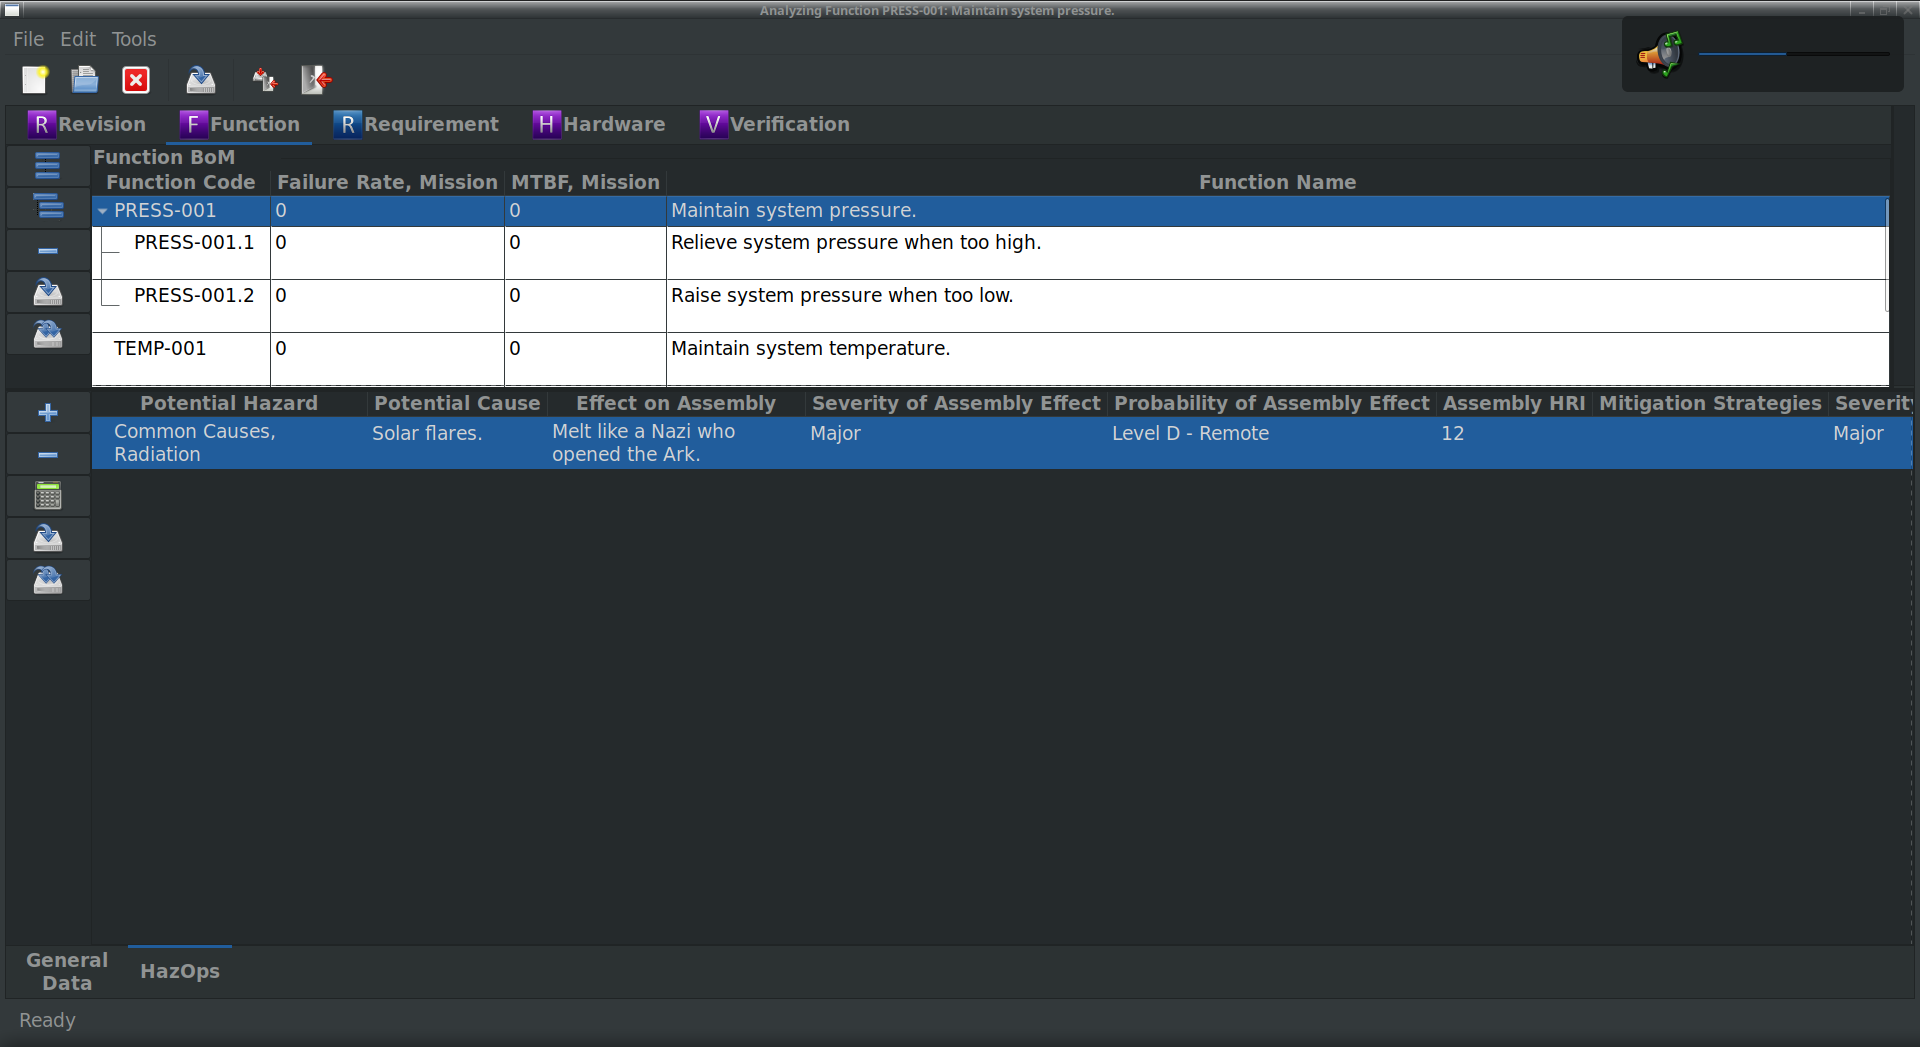 Analyzing Function PRESS-001: Maintain system pressure.
File Edit Tools
R Revision F Function R Requirement H Hardware V Verification
Function BoM
Function Code Failure Rate, Mission MTBF, Mission Function Name
PRESS-001 0 0 Maintain system pressure.
PRESS-001.1 0 0 Relieve system pressure when too high.
PRESS-001.2 0 0 Raise system pressure when too low.
TEMP-001 0 0 Maintain system temperature.
Potential Hazard Potential Cause Effect on Assembly Severity of Assembly Effect Probability of Assembly Effect Assembly HRI Mitigation Strategies Severity
Common Causes, Solar flares. Melt like a Nazi who Major Level D - Remote 12 Major
Radiation opened the Ark.
General
Data
HazOps
Ready